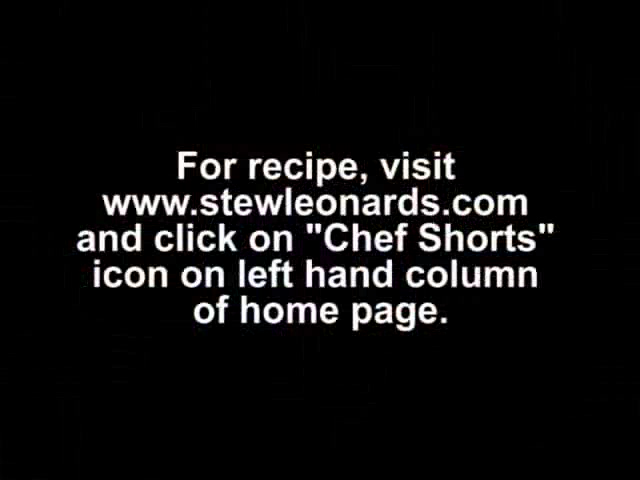 For recipe, visit
www.stewleonards.com
and click on "Chef Shorts"
icon on left hand column
of home page.